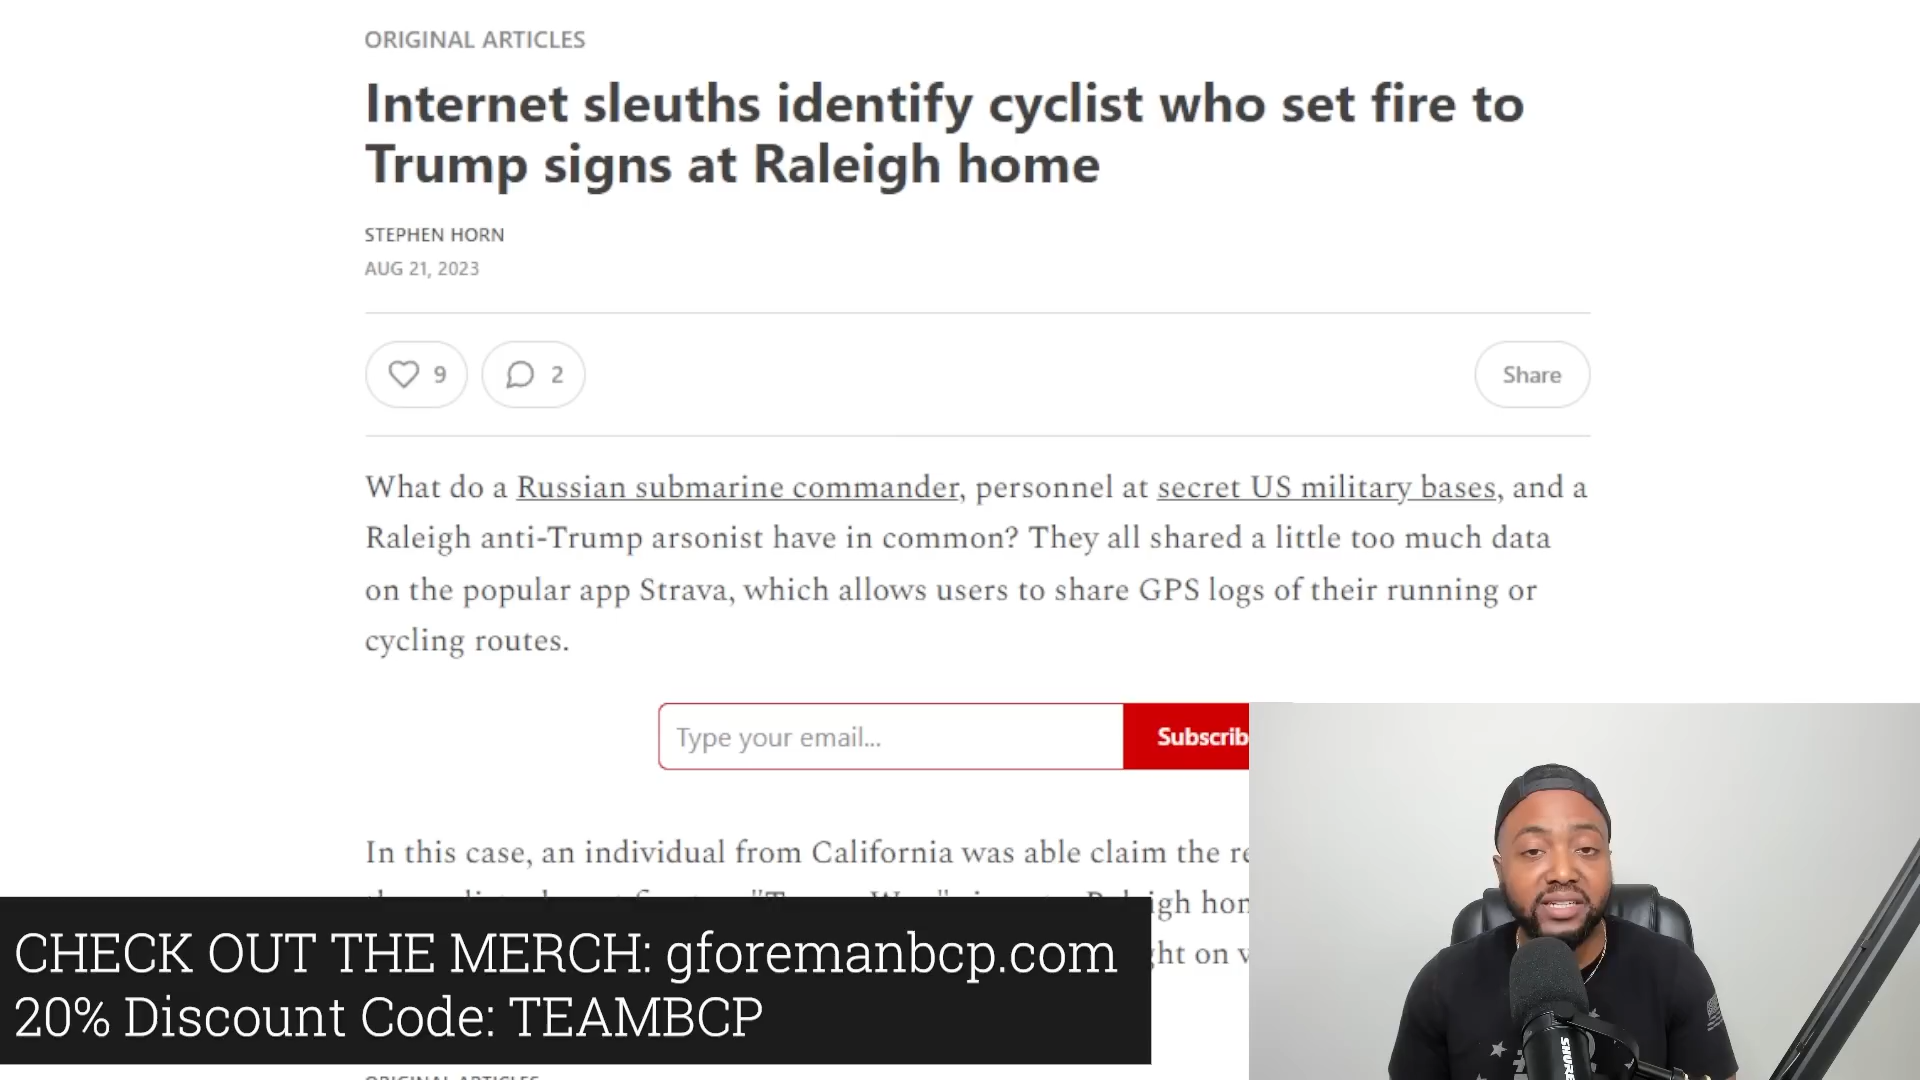 ORIGINAL ARTICLES
Internet sleuths identify cyclist who set fire to
Trump signs at Raleigh home
STEPHEN HORN
AUG 21, 2023
9
2
Share
What do a Russian submarine commander, personnel at secret US military bases, and a
Raleigh anti-Trump arsonist have in common? They all shared a little too much data
on the popular app Strava, which allows users to share GPS logs of their running or
cycling routes.
Type your email...
Subscrib
In this case, an individual from California was able claim the re
CHECK OUT THE MERCH: gforemanbcp.com
20% Discount Code: TEAMBCP
ORIGINAL ARTICLES
SHURE